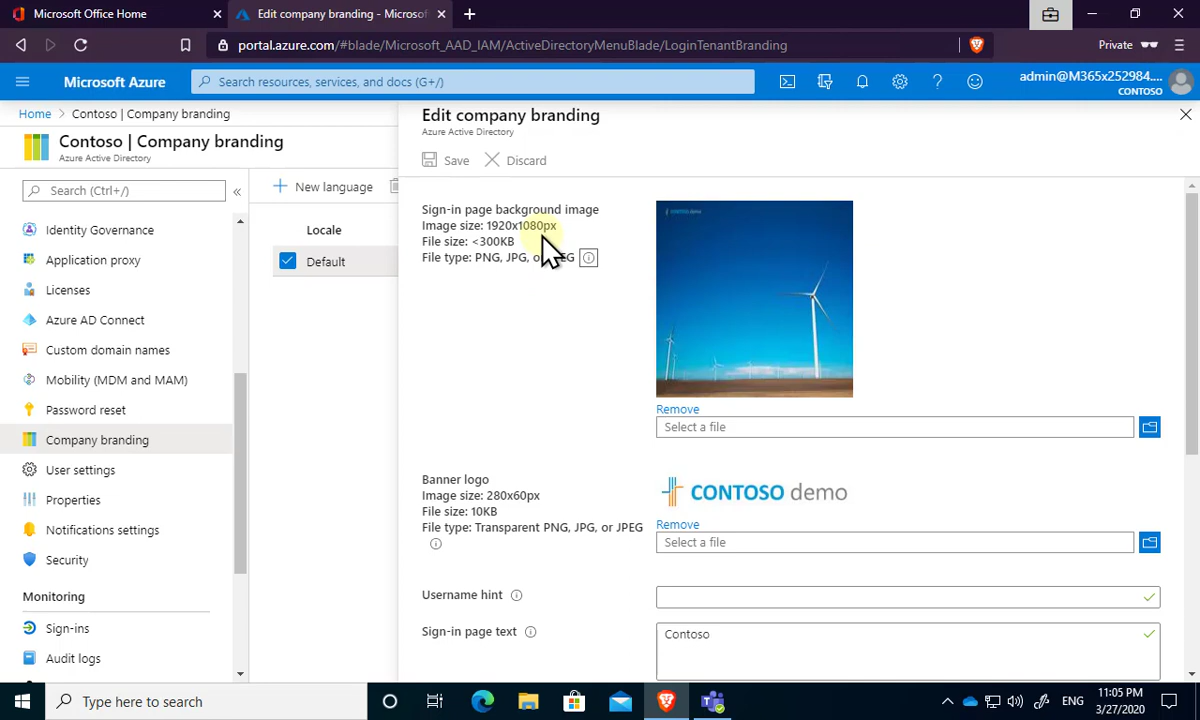 Microsoft Office Home
Edit company branding - Microsof
portal.azure.com/#blade/Microsoft_AAD_IAM/ActiveDirectoryMenuBlade/LoginTenantBranding
Private
Microsoft Azure
Search resources, services, and docs (G+/)
admin@M365x252984....
CONTOSO
Home > Contoso | Company branding
Contoso | Company branding
Azure Active Directory
Search (Ctrl+/)
Identity Governance
Application proxy
Licenses
Azure AD Connect
Custom domain names
Mobility (MDM and MAM)
Password reset
Company branding
User settings
Properties
Notifications settings
Security
Monitoring
Sign-ins
Audit logs
New language
Locale
Default
Edit company branding
Azure Active Directory
Save
Discard
Sign-in page background image
Image size: 1920x1080px
File size: <300KB
File type: PNG, JPG,
CONTOSO demo
Remove
Select a file
Banner logo
Image size: 280x60px
File size: 10KB
File type: Transparent PNG, JPG, or JPEG
CONTOSO demo
Remove
Select a file
Username hint
Sign-in page text
Contoso
Type here to search
ENG
11:05 PM
3/27/2020